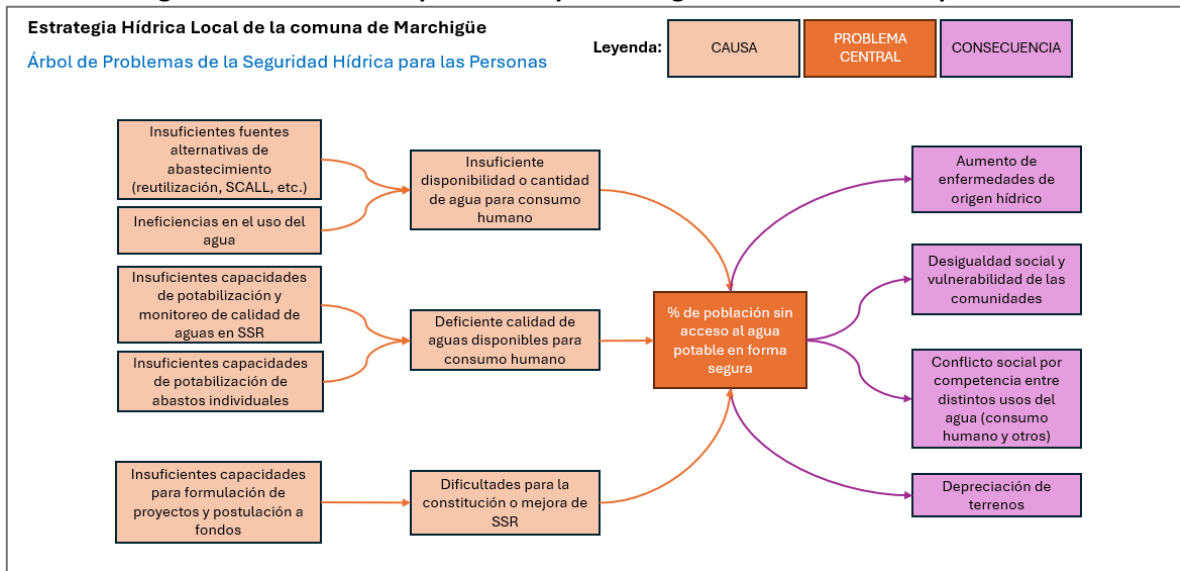 Estrategia Hídrica Local de la comuna de Marchigüe
Árbol de Problemas de la Seguridad Hídrica para las Personas
Leyenda:
CAUSA
PROBLEMA
CENTRAL
CONSECUENCIA
Insuficientes fuentes
alternativas de
abastecimiento
(reutilización, SCALL, etc.)
Ineficiencias en el uso del
agua
Insuficientes capacidades
de potabilización y
monitoreo de calidad de
aguas en SSR
Insuficientes capacidades
de potabilización de
abastos individuales
Insuficientes capacidades
para formulación de
proyectos y postulación a
fondos
Insuficiente
disponibilidad o cantidad
de agua para consumo
humano
Deficiente calidad de
aguas disponibles para
consumo humano
Dificultades para la
constitución o mejora de
SSR
% de población sin
acceso al agua
potable en forma
segura
Aumento de
enfermedades de
origen hídrico
Desigualdad social y
vulnerabilidad de las
comunidades
Conflicto social por
competencia entre
distintos usos del
agua (consumo
humano y otros)
Depreciación de
terrenos